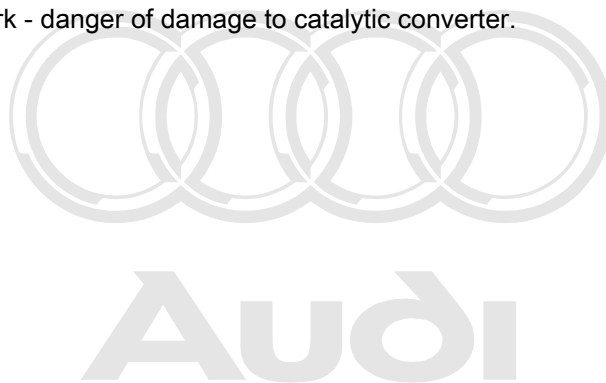 rk - danger of damage to catalytic converter.
Audi